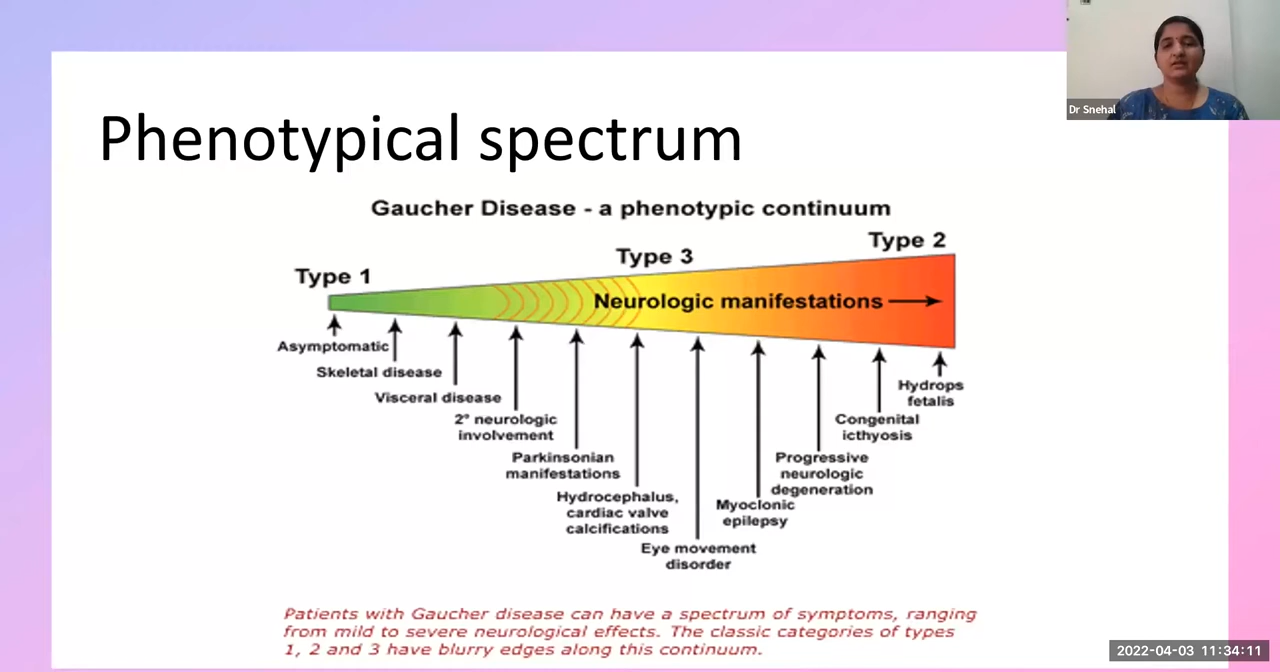 Dr Snehal
Phenotypical spectrum
Gaucher Disease - a phenotypic continuum
Type 1
Type 3
Type 2
Neurologic manifestations
Asymptomatic
Skeletal disease
Visceral disease
2° neurologic
involvement
Parkinsonian
manifestations
Hydrocephalus,
cardiac valve
calcifications
Eye movement
disorder
Myoclonic
epilepsy
Progressive
neurologic
degeneration
Congenital
icthyosis
Hydrops
fetalis
Patients with Gaucher disease can have a spectrum of symptoms, ranging
from mild to severe neurological effects. The classic categories of types
1, 2 and 3 have blurry edges along this continuum.
2022-04-03 11:34:11